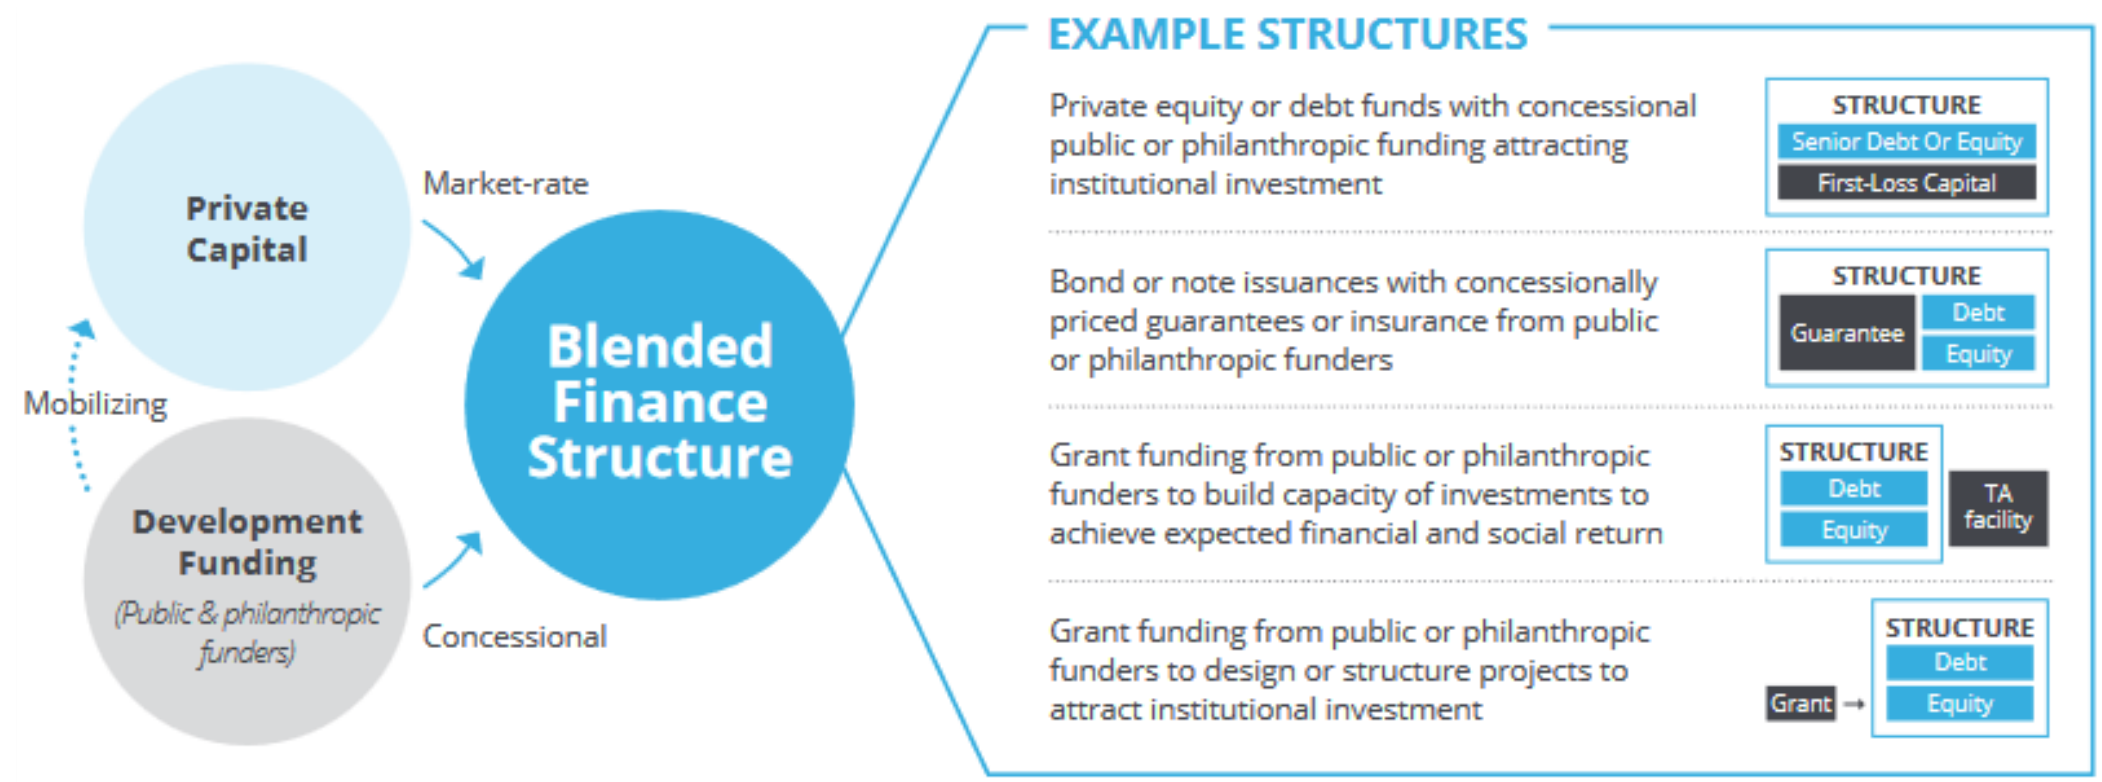 Private
Capital
Market-rate
Mobilizing
Development
Funding
(Public & philanthropic
funders)
Concessional
Blended
Finance
Structure
EXAMPLE STRUCTURES
Private equity or debt funds with concessional
public or philanthropic funding attracting
institutional investment
STRUCTURE
Senior Debt Or Equity
First-Loss Capital
Bond or note issuances with concessionally
priced guarantees or insurance from public
or philanthropic funders
STRUCTURE
Guarantee
Debt
Equity
Grant funding from public or philanthropic
funders to build capacity of investments to
achieve expected financial and social return
STRUCTURE
Debt
Equity
TA
facility
Grant funding from public or philanthropic
funders to design or structure projects to
attract institutional investment
Grant →
STRUCTURE
Debt
Equity